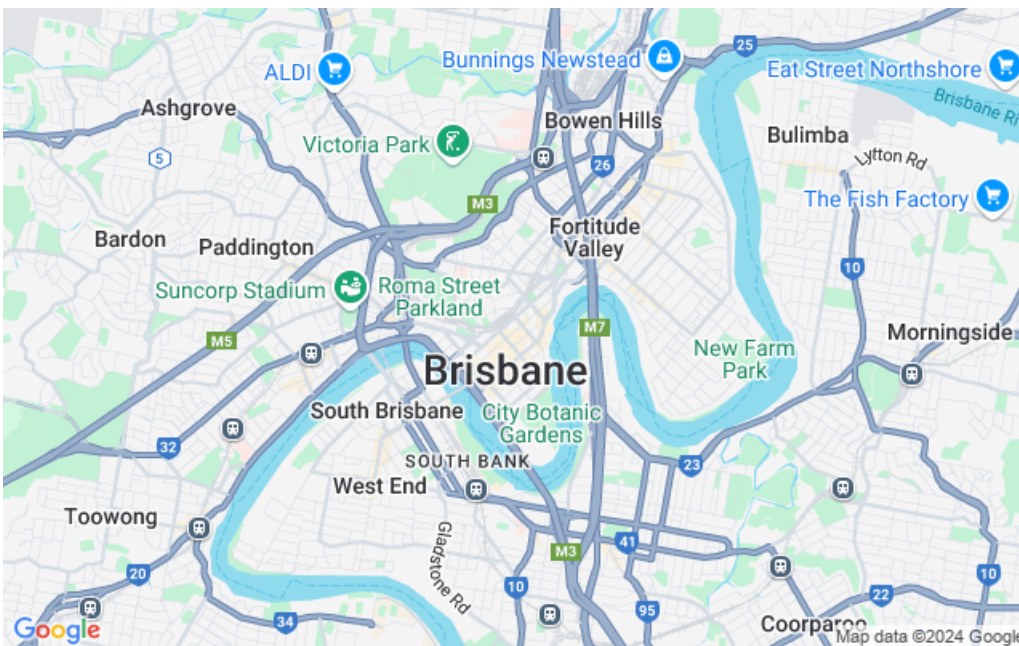 25
Bunnings Newstead
ALDI
Eat Street Northshore
Brisbane Ri
Ashgrove
Bowen Hills
Bulimba
Victoria Park
5
26
Lytton Rd
M3
The Fish Factory
Fortitude
Valley
Bardon
Paddington
10
Suncorp Stadium
Roma Street
Parkland
M7
M5
Morningside
New Farm
Park
Brisbane
South Brisbane
City Botanic
Gardens
32
SOUTH BANK
23
West End
Toowong
Gladstone Rd
41
M3
20
10
10
22
95
34
Coorparoo
Google
Map data ©2024 Google